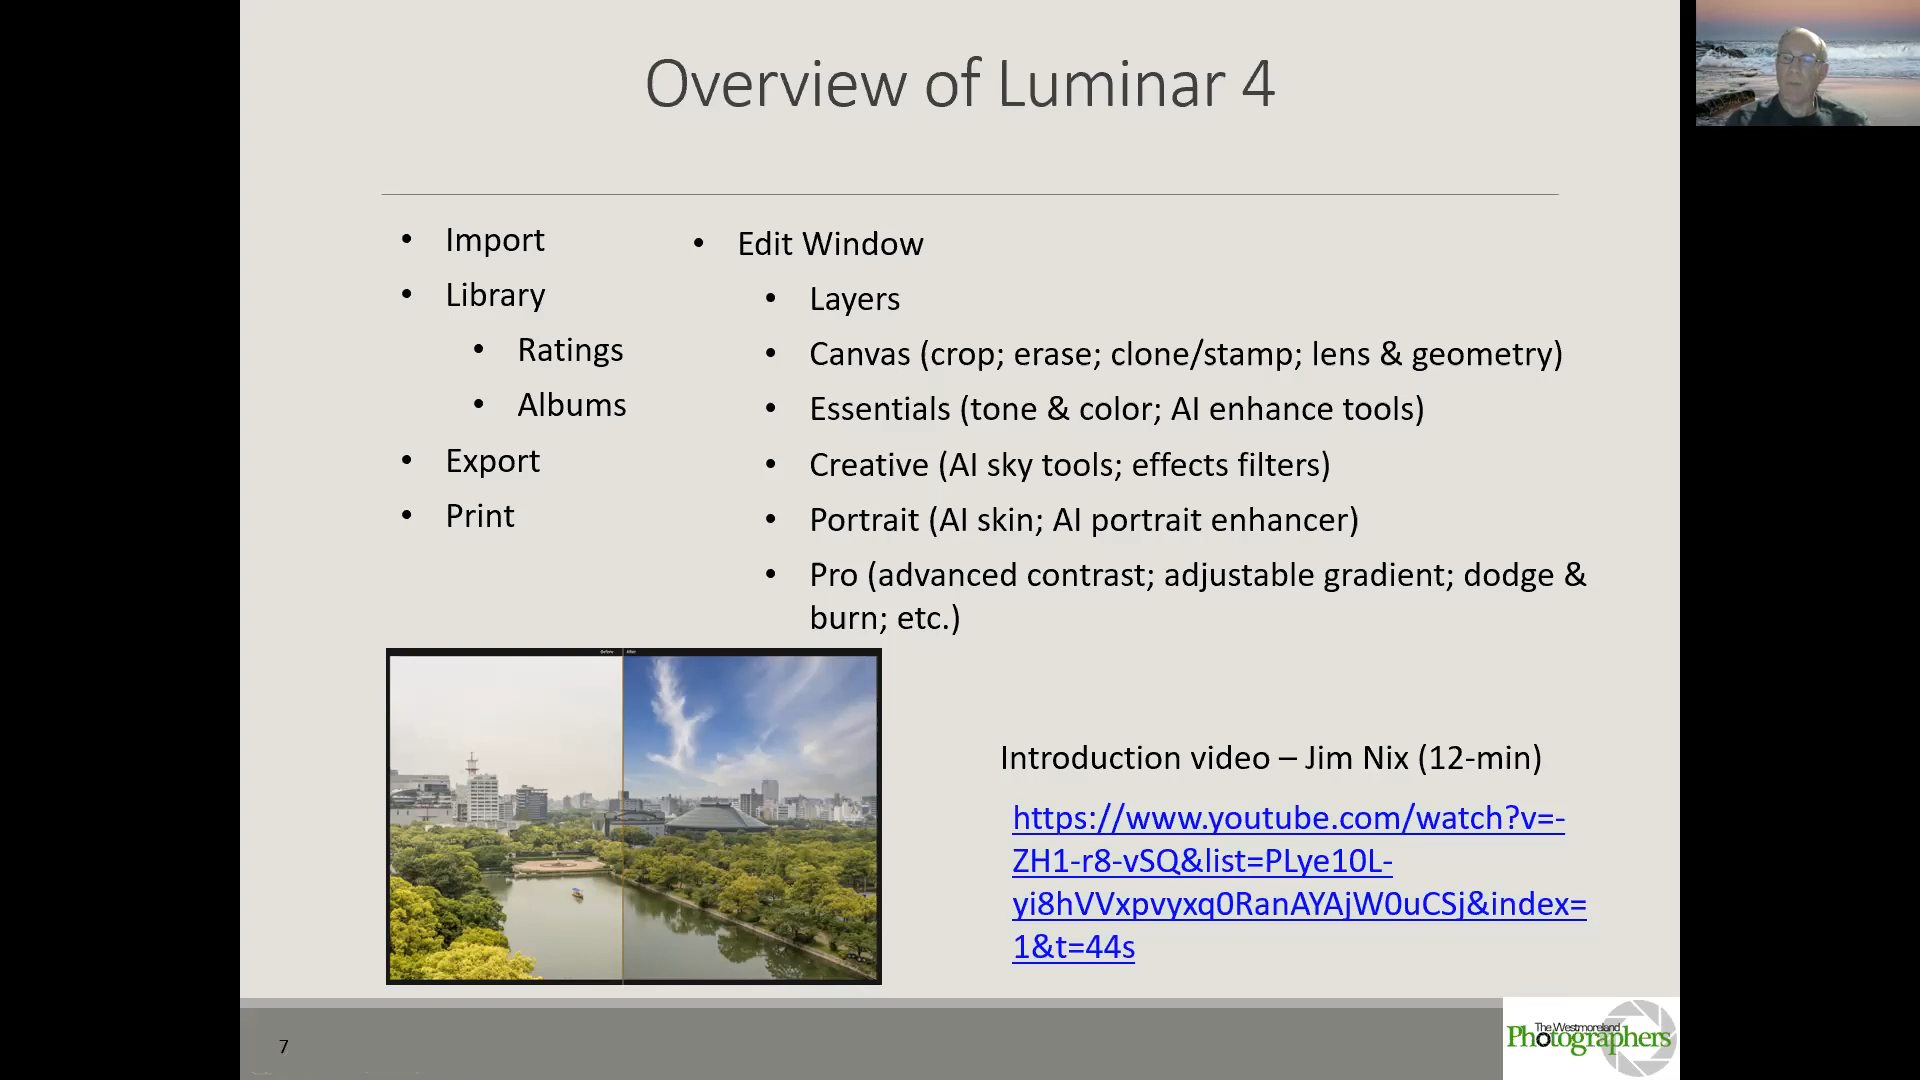 Overview of Luminar 4
• Import
• Library
• Ratings
• Albums
• Export
• Print
• Edit Window
• Layers
• Canvas (crop; erase; clone/stamp; lens & geometry)
• Essentials (tone & color; AI enhance tools)
• Creative (AI sky tools; effects filters)
• Portrait (AI skin; AI portrait enhancer)
• Pro (advanced contrast; adjustable gradient; dodge &
burn; etc.)
Before After
Introduction video – Jim Nix (12-min)
https://www.youtube.com/watch?v=-
ZH1-r8-vSQ&list=PLye10L-
yi8hVVxpvyxq0RanAYAjW0uCSj&index=
1&t=44s
7
The Westmoreland
Photographers